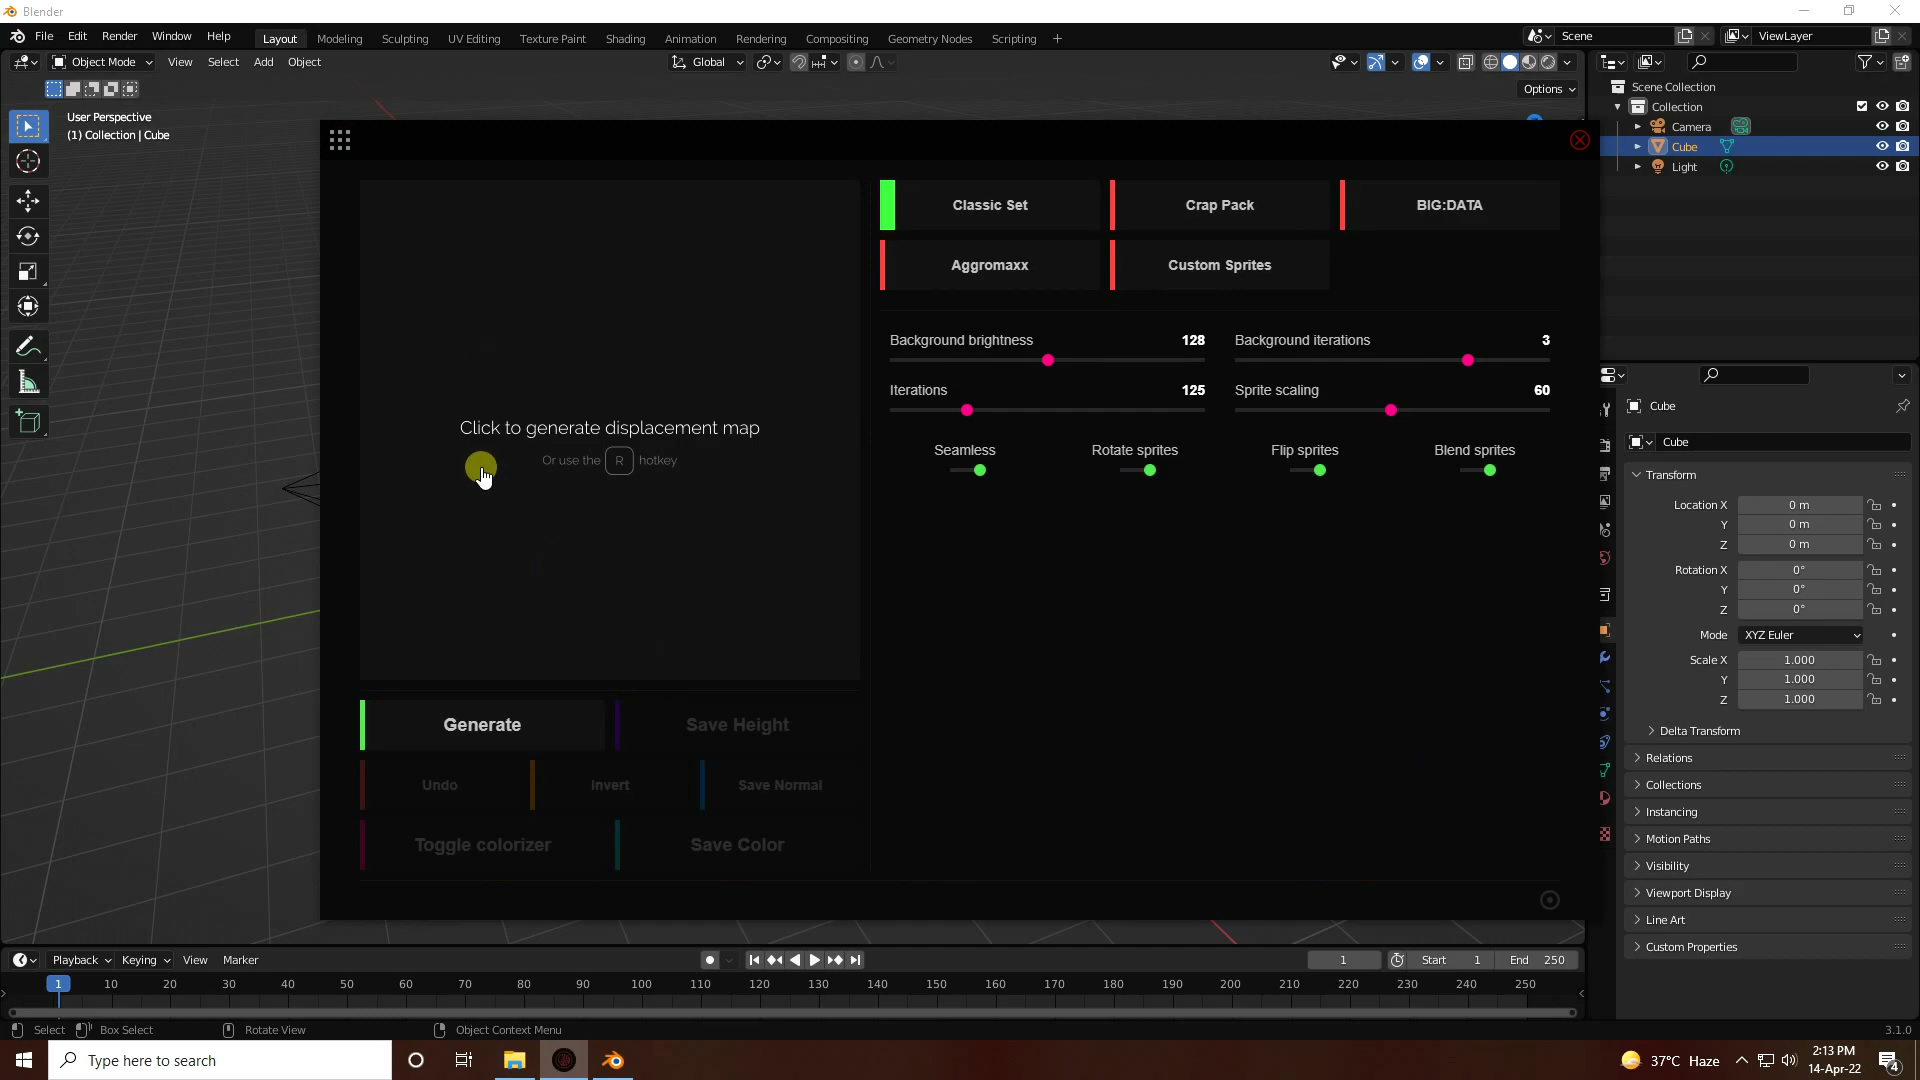 Blender
File Edit Render Window Help
Layout Modeling Sculpting UV Editing Texture Paint Shading Animation Rendering Compositing Geometry Nodes Scripting +
Scene
ViewLayer
Object Mode View Select Add Object
Global
Options
User Perspective
(1) Collection | Cube
Scene Collection
Collection
Camera
Cube
Light
Click to generate displacement map
Or use the R hotkey
Generate
Save Height
Undo
Invert
Save Normal
Toggle colorizer
Save Color
Classic Set
Crap Pack
BIG:DATA
Aggromaxx
Custom Sprites
Background brightness 128
Background iterations 3
Iterations 125
Sprite scaling 60
Seamless
Rotate sprites
Flip sprites
Blend sprites
Cube
Cube
Transform
Location X 0 m
Y 0 m
Z 0 m
Rotation X 0°
Y 0°
Z 0°
Mode XYZ Euler
Scale X 1.000
Y 1.000
Z 1.000
Delta Transform
Relations
Collections
Instancing
Motion Paths
Visibility
Viewport Display
Line Art
Custom Properties
Playback Keying View Marker
1
Start 1
End 250
1 10 20 30 40 50 60 70 80 90 100 110 120 130 140 150 160 170 180 190 200 210 220 230 240 250
Select Box Select Rotate View Object Context Menu
3.1.0
Type here to search
37°C Haze
2:13 PM
14-Apr-22
4